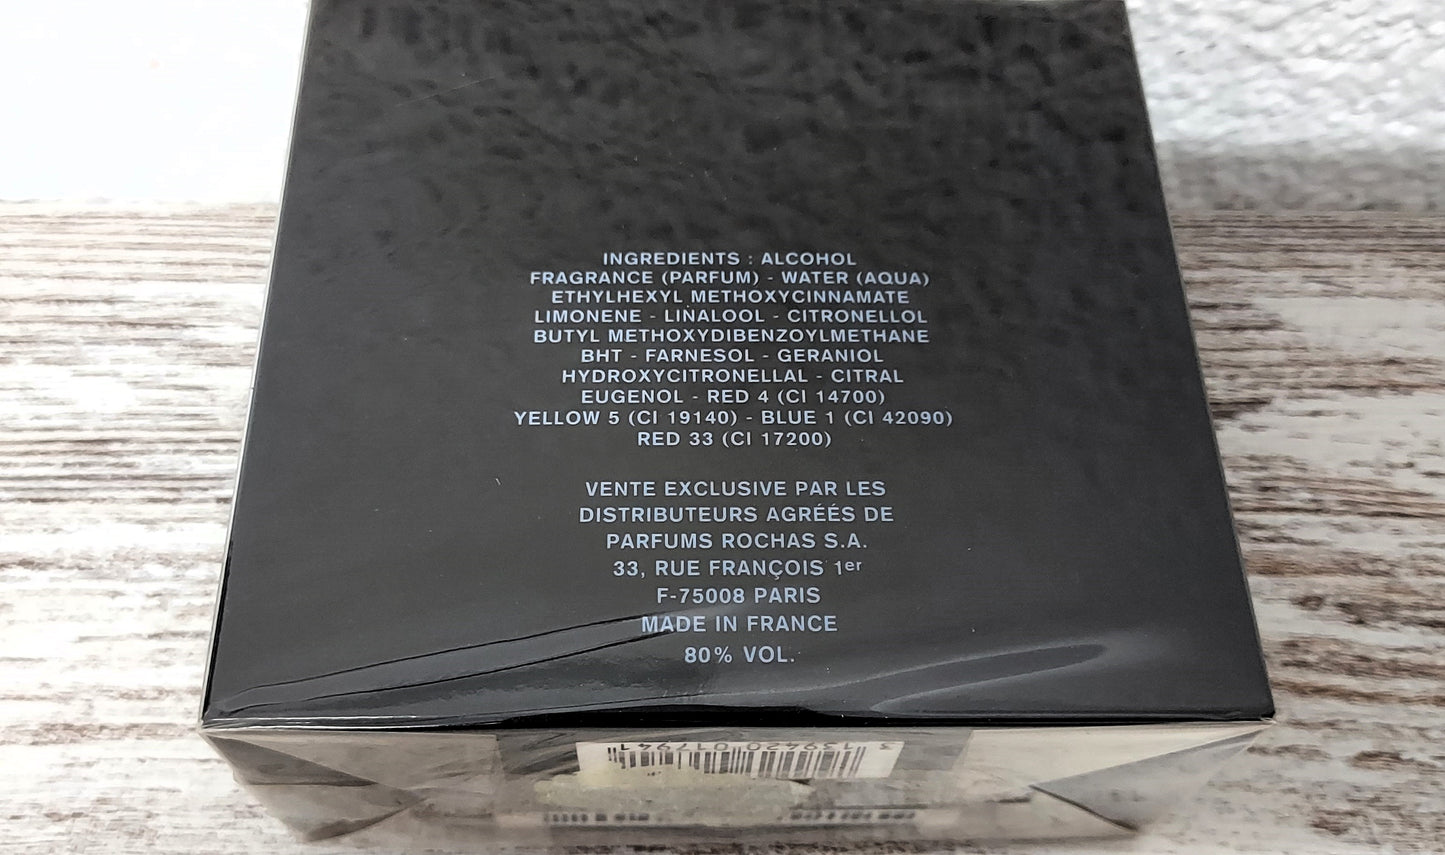 INGREDIENTS : ALCOHOL
FRAGRANCE (PARFUM) - WATER (AQUA)
ETHYLHEXYL METHOXYCINNAMATE
LIMONENE - LINALOOL - CITRONELLOL
BUTYL METHOXYDIBENZOYLMETHANE
BHT - FARNESOL - GERANIOL
HYDROXYCITRONELLAL - CITRAL
EUGENOL - RED 4 (CI 14700)
YELLOW 5 (CI 19140) - BLUE 1 (CI 42090)
RED 33 (CI 17200)
VENTE EXCLUSIVE PAR LES
DISTRIBUTEURS AGRÉÉS DE
PARFUMS ROCHAS S.A.
33, RUE FRANÇOIS 1er
F-75008 PARIS
MADE IN FRANCE
80% VOL.
3139420017941